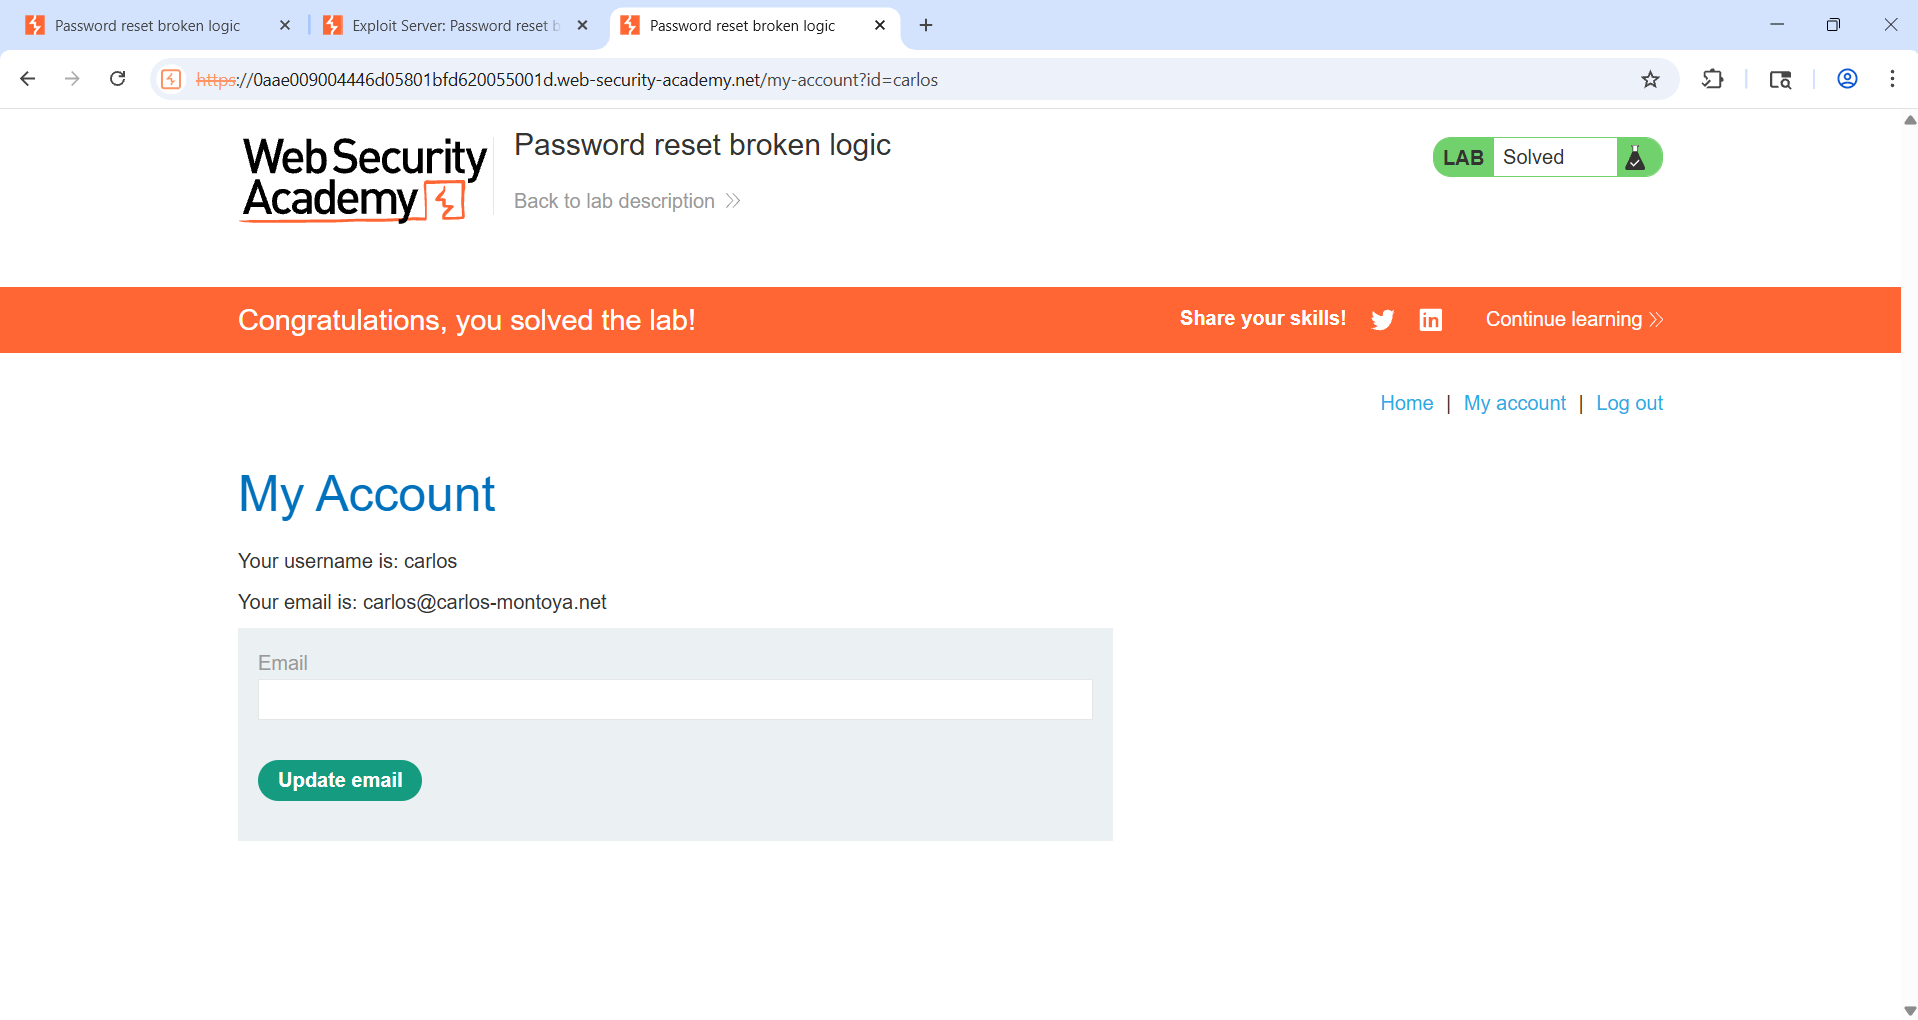 Password reset broken logic
Exploit Server: Password reset b
Password reset broken logic
https://0aae009004446d05801bfd620055001d.web-security-academy.net/my-account?id=carlos
Web Security
Academy
Password reset broken logic
Back to lab description
LAB Solved
Congratulations, you solved the lab!
Share your skills!
Continue learning
Home | My account | Log out
My Account
Your username is: carlos
Your email is: carlos@carlos-montoya.net
Email
Update email